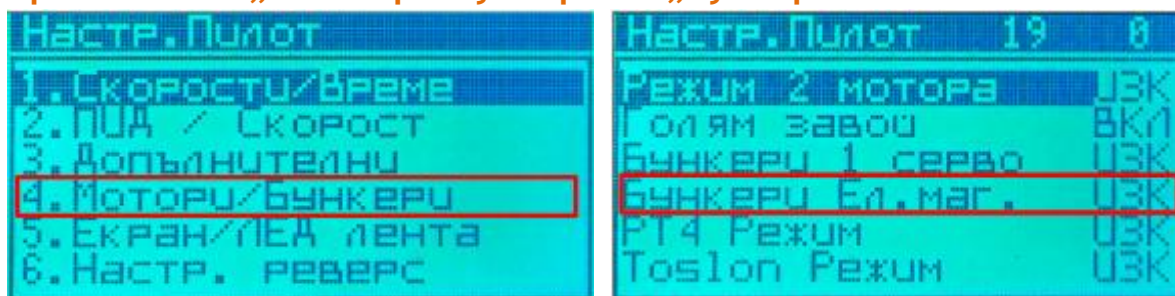 Настр.Пилот
1.Скорости/Време
2.ПИД / Скорост
3.Допълнителни
4.Мотори/Бункери
5.Екран/ЛЕД лента
6.Настр. реверс
Настр.Пилот 19 0
Режим 2 мотора ИЗК
Голям завой ВКЛ
Бункери 1 серво ИЗК
Бункери Ел.маг. ИЗК
РТ4 Режим ИЗК
Toslon Режим ИЗК